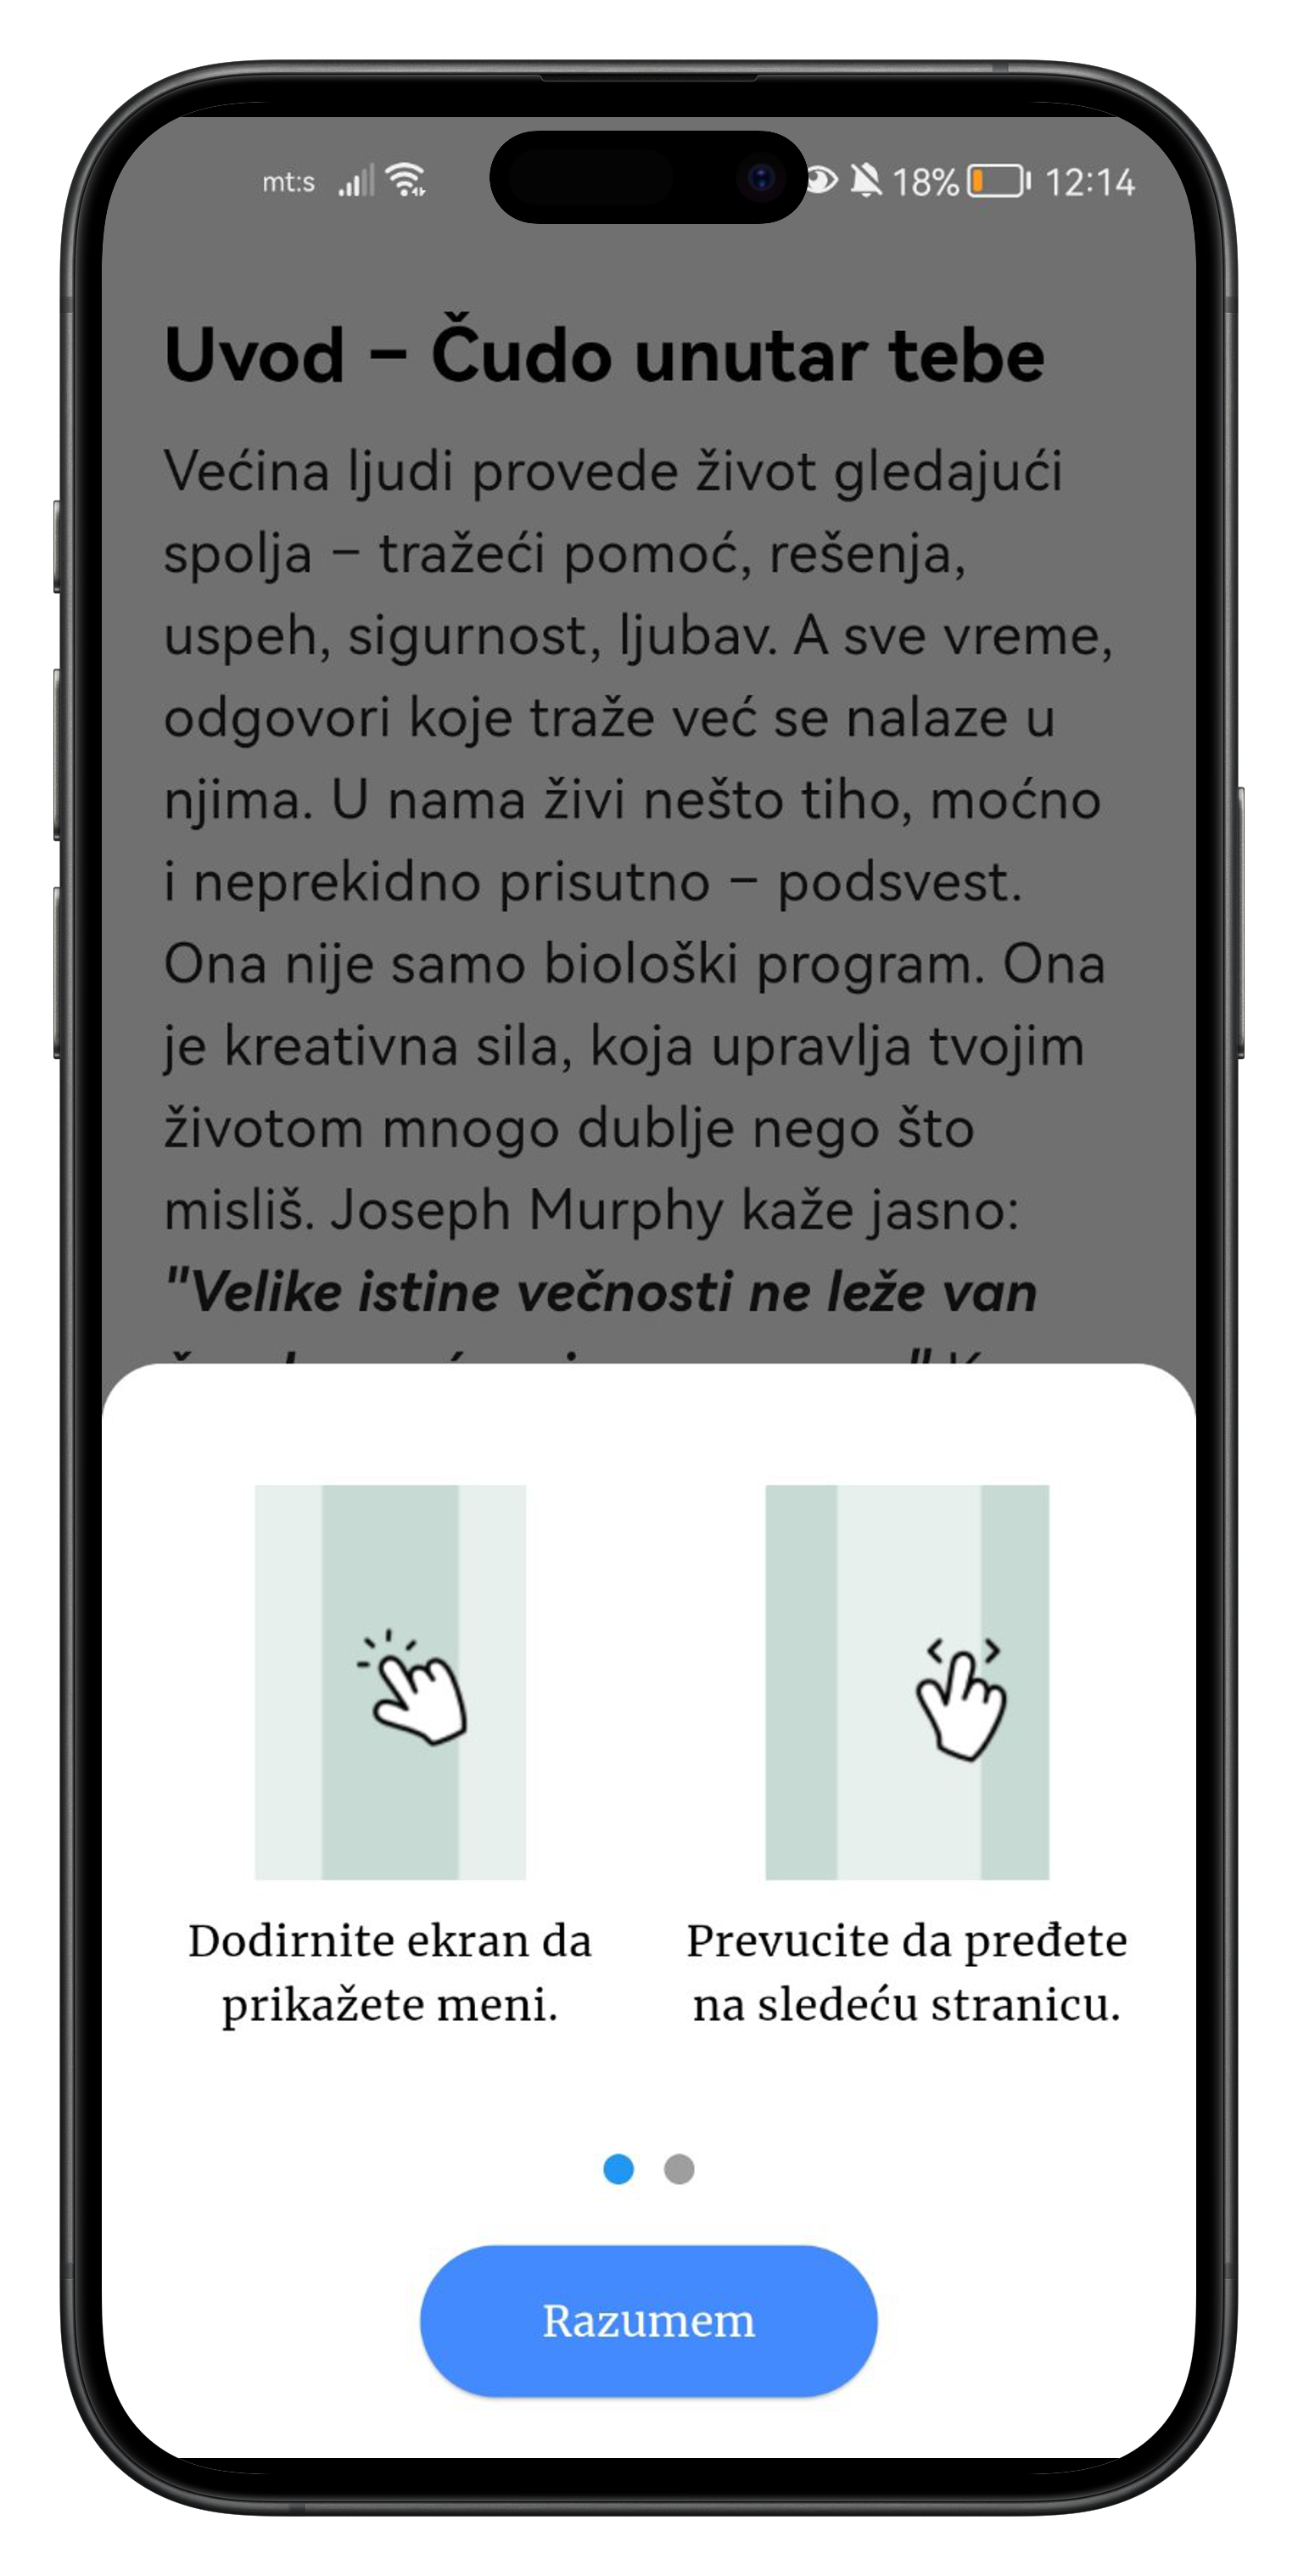 mt:s 18% 12:14
Uvod – Čudo unutar tebe
Većina ljudi provede život gledajući
spolja – tražeći pomoć, rešenja,
uspeh, sigurnost, ljubav. A sve vreme,
odgovori koje traže već se nalaze u
njima. U nama živi nešto tiho, moćno
i neprekidno prisutno – podsvest.
Ona nije samo biološki program. Ona
je kreativna sila, koja upravlja tvojim
životom mnogo dublje nego što
misliš. Joseph Murphy kaže jasno:
"Velike istine večnosti ne leže van
Dodirnite ekran da
prikažete meni.
Prevucite da pređete
na sledeću stranicu.
Razumem